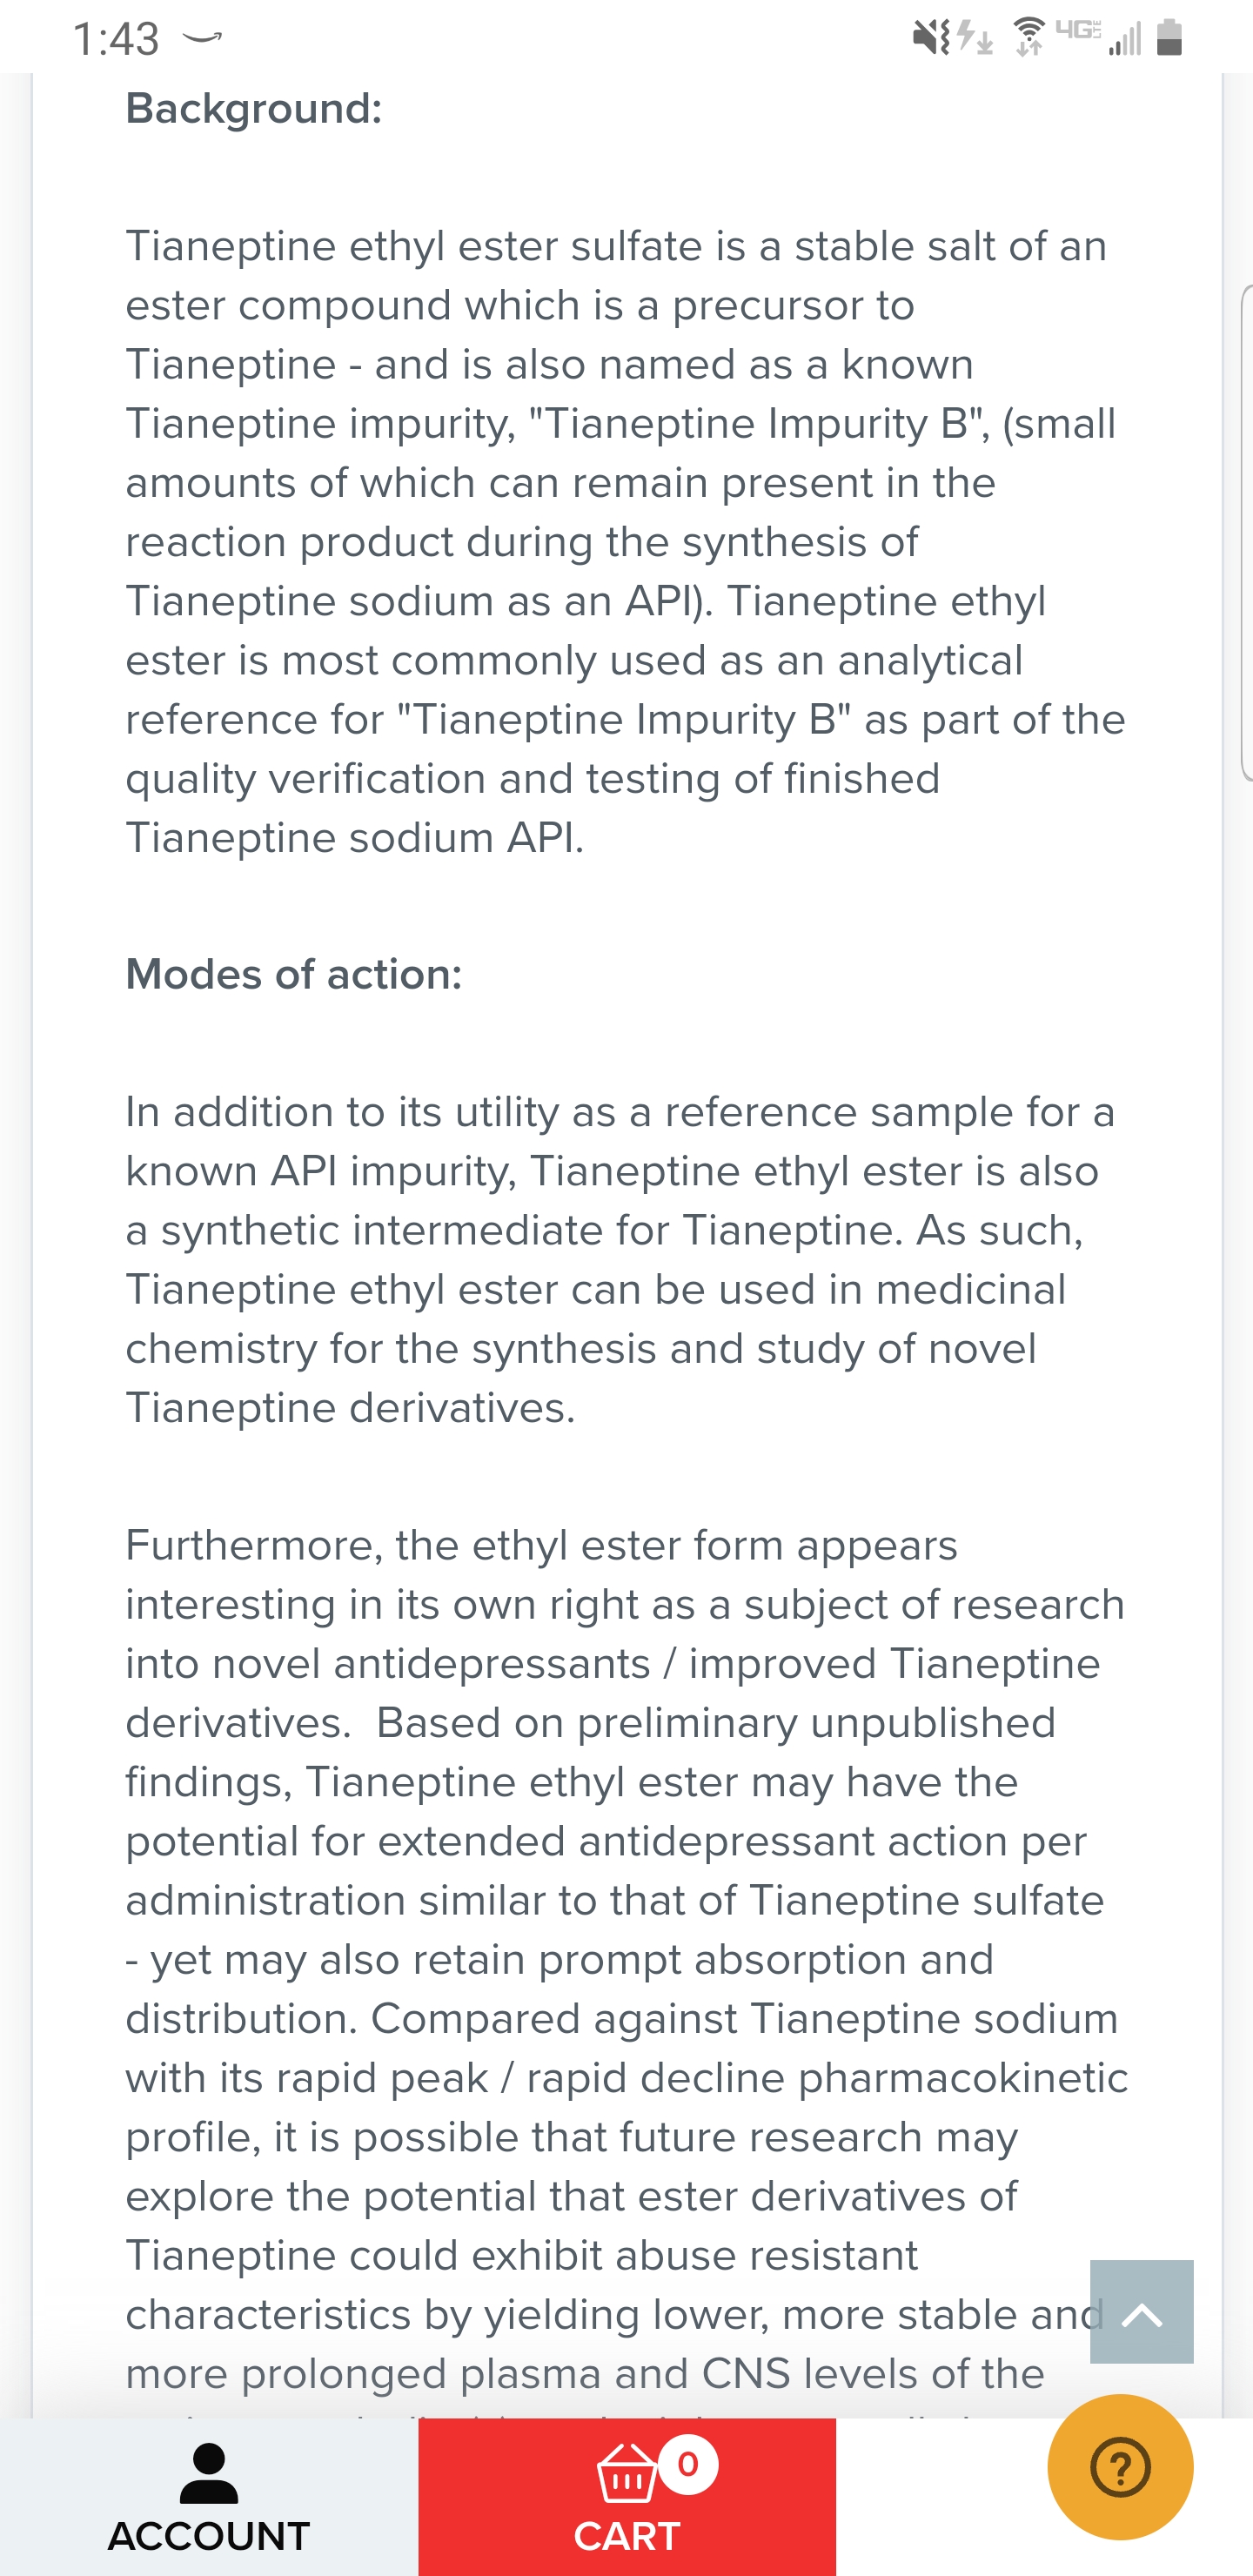 1:43
4G LTE
Background:
Tianeptine ethyl ester sulfate is a stable salt of an
ester compound which is a precursor to
Tianeptine - and is also named as a known
Tianeptine impurity, "Tianeptine Impurity B", (small
amounts of which can remain present in the
reaction product during the synthesis of
Tianeptine sodium as an API). Tianeptine ethyl
ester is most commonly used as an analytical
reference for "Tianeptine Impurity B" as part of the
quality verification and testing of finished
Tianeptine sodium API.
Modes of action:
In addition to its utility as a reference sample for a
known API impurity, Tianeptine ethyl ester is also
a synthetic intermediate for Tianeptine. As such,
Tianeptine ethyl ester can be used in medicinal
chemistry for the synthesis and study of novel
Tianeptine derivatives.
Furthermore, the ethyl ester form appears
interesting in its own right as a subject of research
into novel antidepressants / improved Tianeptine
derivatives.  Based on preliminary unpublished
findings, Tianeptine ethyl ester may have the
potential for extended antidepressant action per
administration similar to that of Tianeptine sulfate
- yet may also retain prompt absorption and
distribution. Compared against Tianeptine sodium
with its rapid peak / rapid decline pharmacokinetic
profile, it is possible that future research may
explore the potential that ester derivatives of
Tianeptine could exhibit abuse resistant
characteristics by yielding lower, more stable and
more prolonged plasma and CNS levels of the
0
?
ACCOUNT
CART